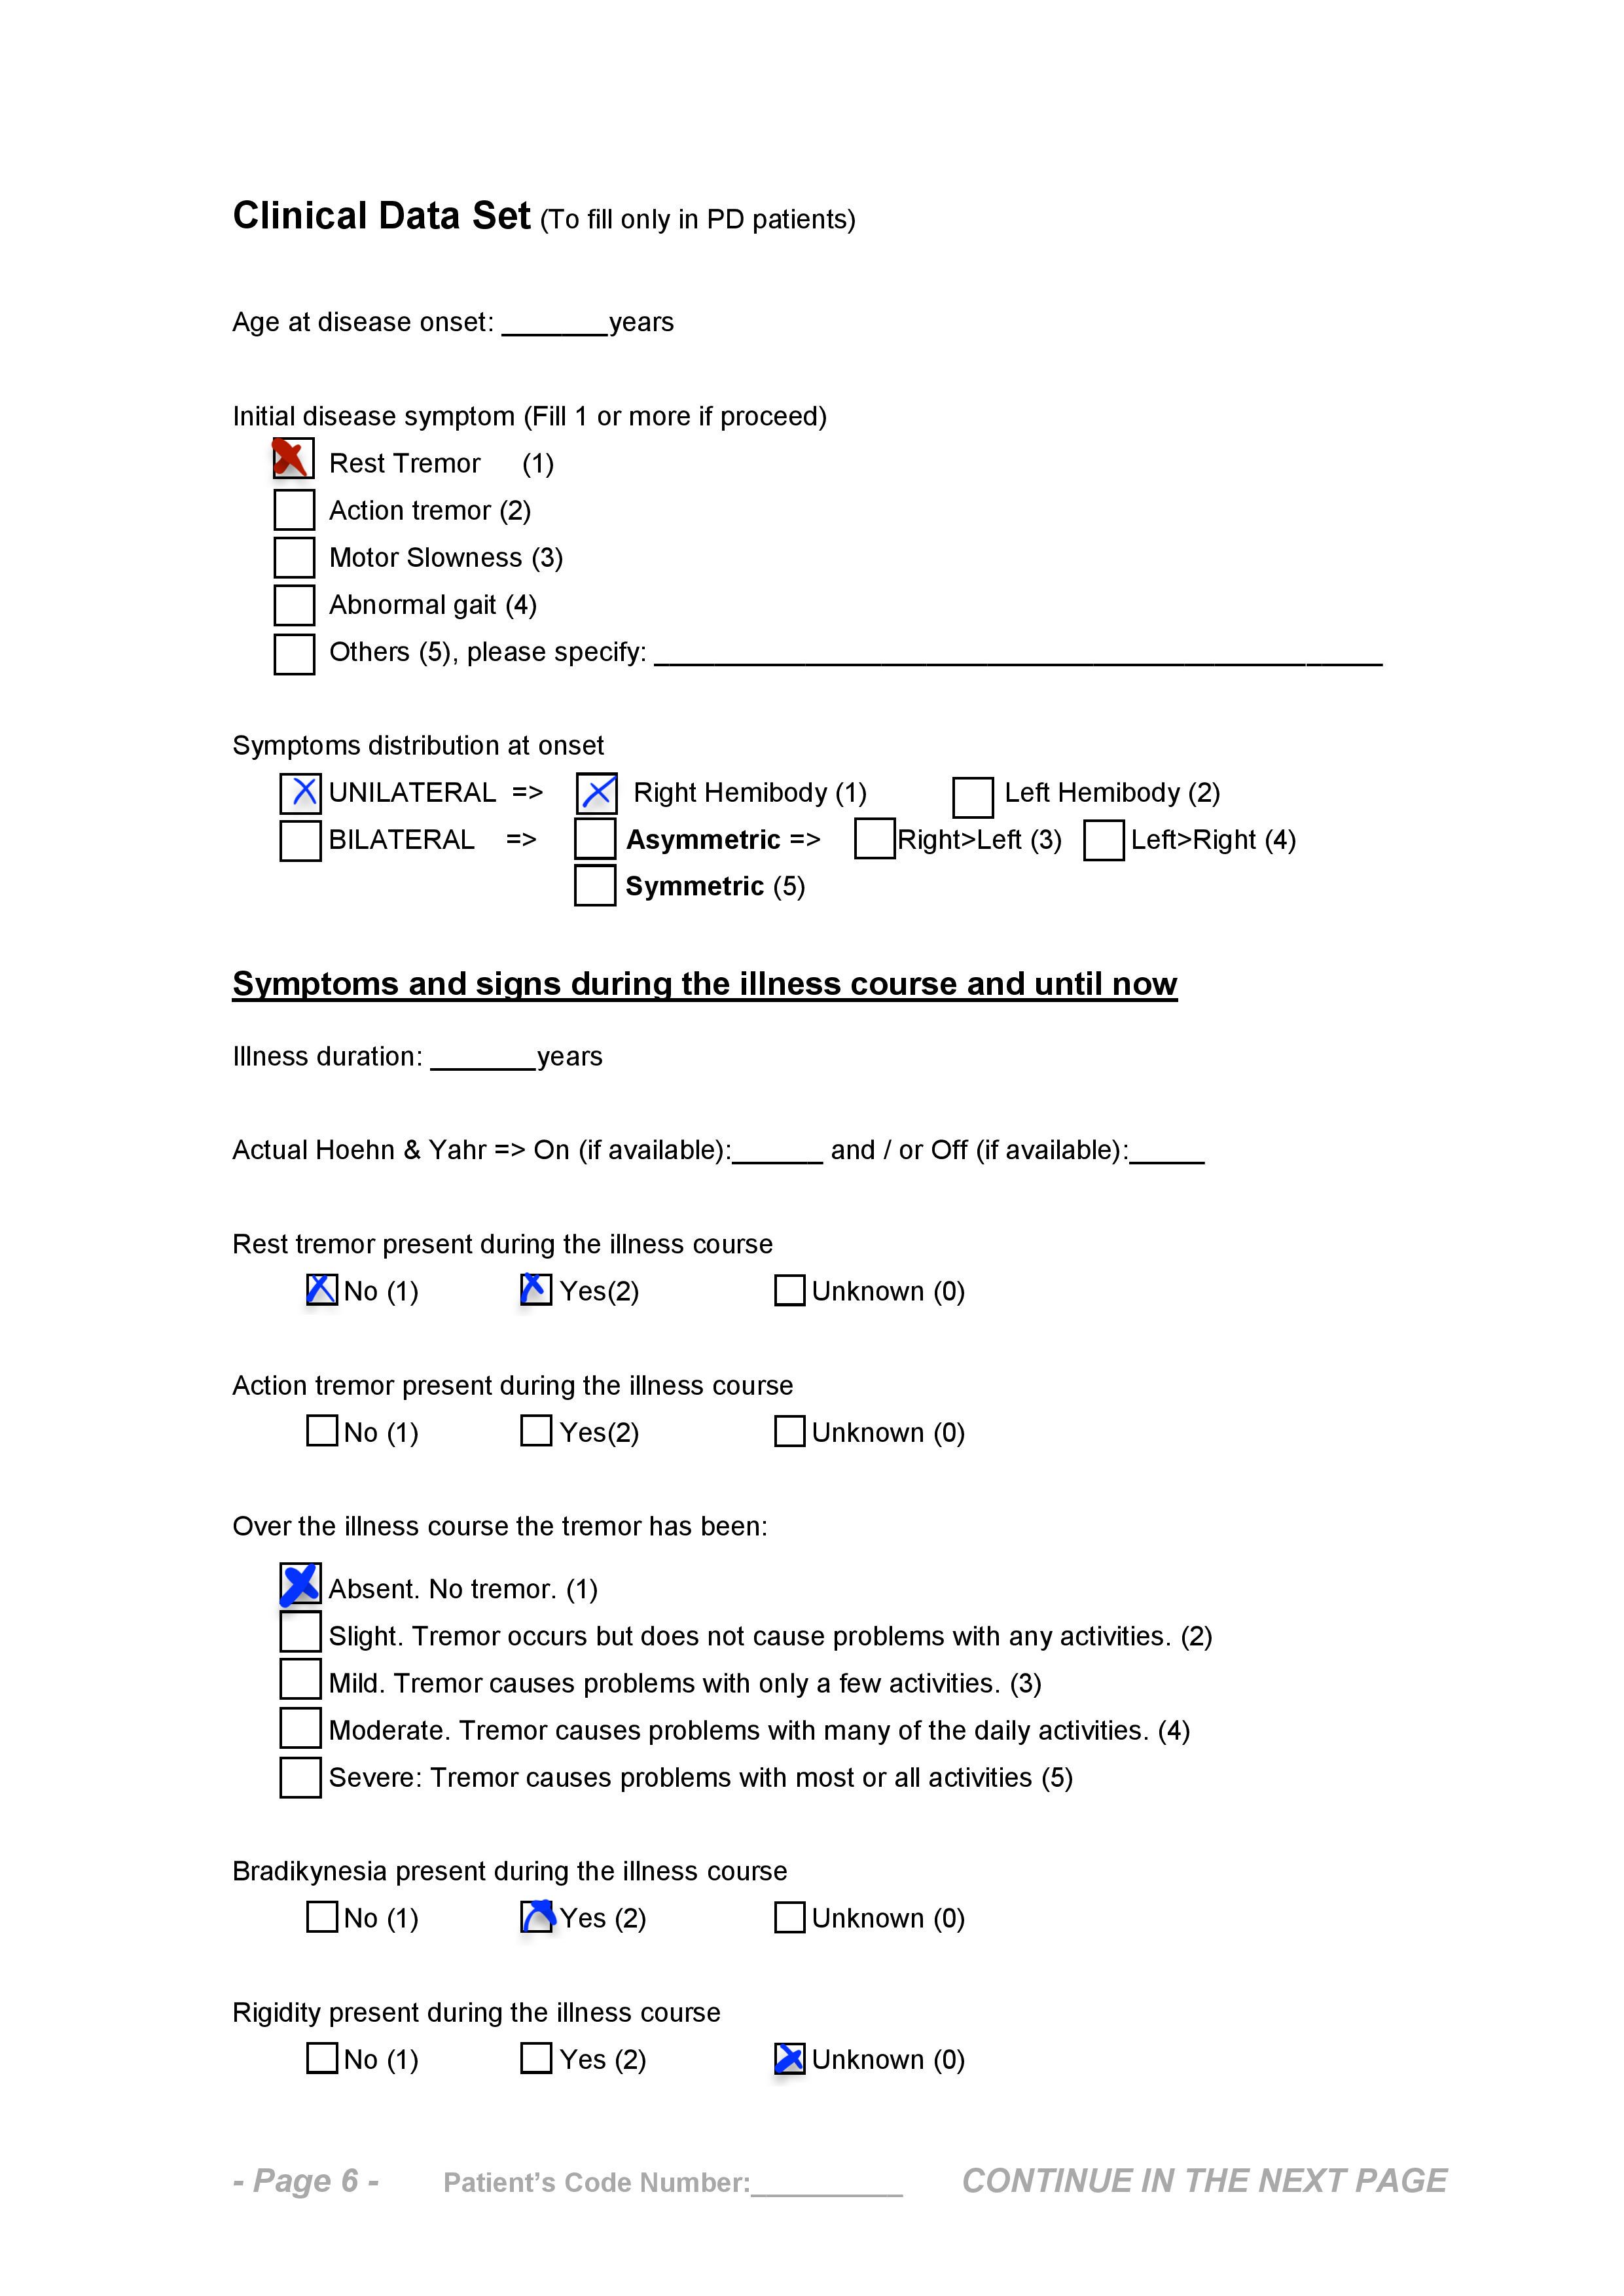 Clinical Data Set (To fill only in PD patients)
Age at disease onset: _______years
Initial disease symptom (Fill 1 or more if proceed)
☒ Rest Tremor (1)
☐ Action tremor (2)
☐ Motor Slowness (3)
☐ Abnormal gait (4)
☐ Others (5), please specify: ________________________________________________
Symptoms distribution at onset
☒ UNILATERAL => ☒ Right Hemibody (1) ☐ Left Hemibody (2)
☐ BILATERAL => ☐ Asymmetric => ☐ Right>Left (3) ☐ Left>Right (4)
☐ Symmetric (5)
Symptoms and signs during the illness course and until now
Illness duration: _______years
Actual Hoehn & Yahr => On (if available):______ and / or Off (if available):_____
Rest tremor present during the illness course
☒ No (1) ☒ Yes(2) ☐ Unknown (0)
Action tremor present during the illness course
☐ No (1) ☐ Yes(2) ☐ Unknown (0)
Over the illness course the tremor has been:
☒ Absent. No tremor. (1)
☐ Slight. Tremor occurs but does not cause problems with any activities. (2)
☐ Mild. Tremor causes problems with only a few activities. (3)
☐ Moderate. Tremor causes problems with many of the daily activities. (4)
☐ Severe: Tremor causes problems with most or all activities (5)
Bradikynesia present during the illness course
☐ No (1) ☒ Yes (2) ☐ Unknown (0)
Rigidity present during the illness course
☐ No (1) ☐ Yes (2) ☒ Unknown (0)
- Page 6 - Patient’s Code Number:__________ CONTINUE IN THE NEXT PAGE